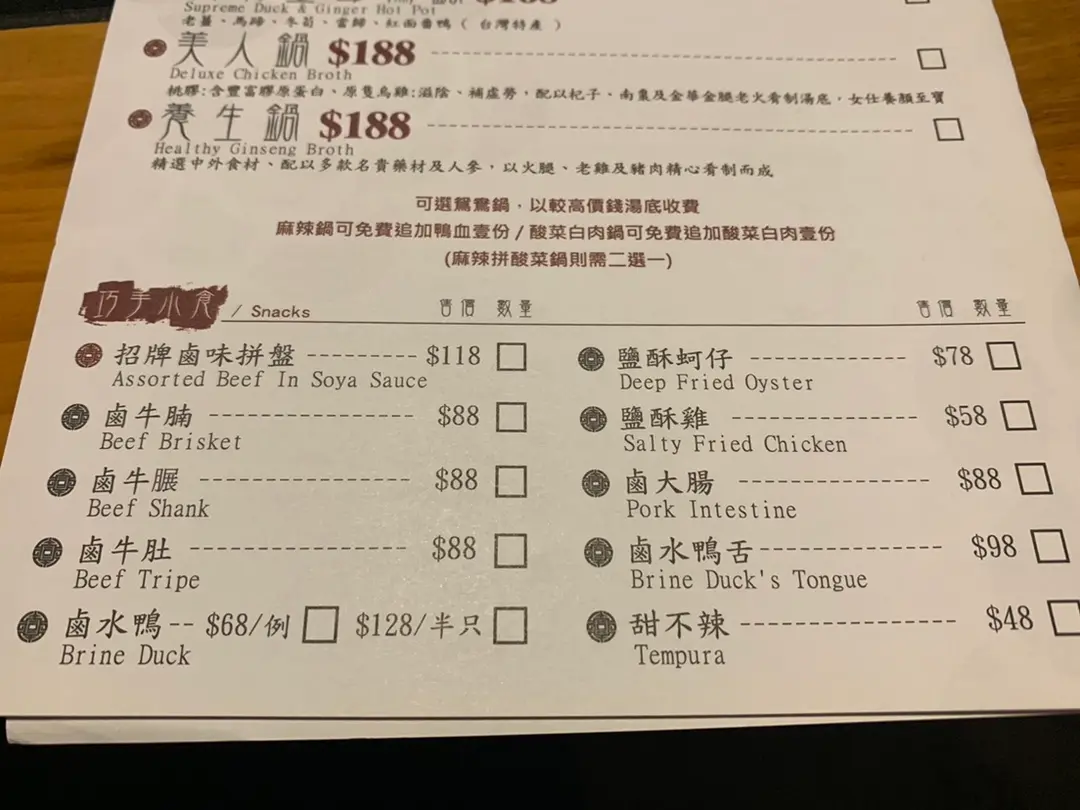 $188
Supreme Duck & Ginger Hot Pot
老薑、馬蹄、冬荀、當歸、紅面番鴨（台灣特產）
美人鍋 $188
Deluxe Chicken Broth
桃膠:含豐富膠原蛋白、原隻烏雞:滋陰、補虛勞，配以杞子、南棗及金華金腿老火肴制湯底，女仕養顏至寶
養生鍋 $188
Healthy Ginseng Broth
精選中外食材、配以多款名貴藥材及人參，以火腿、老雞及豬肉精心肴制而成
可選鴛鴦鍋，以較高價錢湯底收費
麻辣鍋可免費追加鴨血壹份 / 酸菜白肉鍋可免費追加酸菜白肉壹份
(麻辣拼酸菜鍋則需二選一)
巧手小食 / Snacks 售價 數量 售價 數量
招牌鹵味拼盤 --------- $118
Assorted Beef In Soya Sauce
鹵牛腩 ----------------- $88
Beef Brisket
鹵牛𦟌 ----------------- $88
Beef Shank
鹵牛肚 ----------------- $88
Beef Tripe
鹵水鴨-- $68/例 $128/半只
Brine Duck
鹽酥蚵仔 ------------- $78
Deep Fried Oyster
鹽酥雞 --------------- $58
Salty Fried Chicken
鹵大腸 --------------- $88
Pork Intestine
鹵水鴨舌-------------- $98
Brine Duck's Tongue
甜不辣---------------- $48
Tempura